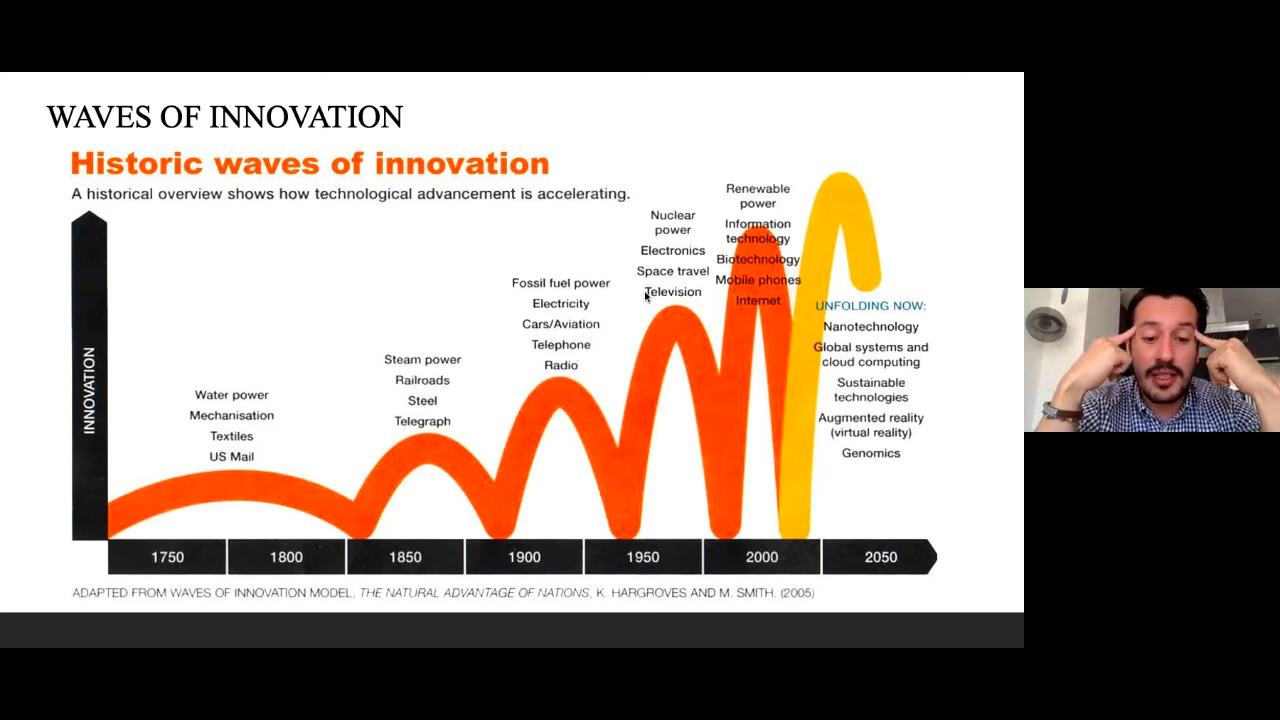 WAVES OF INNOVATION
Historic waves of innovation
A historical overview shows how technological advancement is accelerating.
INNOVATION
Water power
Mechanisation
Textiles
US Mail
Steam power
Railroads
Steel
Telegraph
Fossil fuel power
Electricity
Cars/Aviation
Telephone
Radio
Nuclear
power
Electronics
Space travel
Television
Renewable
power
Information
technology
Biotechnology
Mobile phones
Internet
UNFOLDING NOW:
Nanotechnology
Global systems and
cloud computing
Sustainable
technologies
Augmented reality
(virtual reality)
Genomics
1750 1800 1850 1900 1950 2000 2050
ADAPTED FROM WAVES OF INNOVATION MODEL, THE NATURAL ADVANTAGE OF NATIONS, K. HARGROVES AND M. SMITH. (2005)